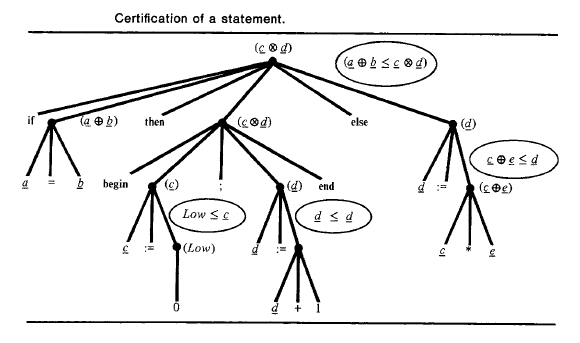 Certification of a statement.
(c ⊗ d)
(a ⊕ b ≤ c ⊗ d)
if (a ⊕ b) then (c ⊗ d) else (d)
c ⊕ e ≤ d
a = b begin (c) ; (d) end d := (c ⊕ e)
Low ≤ c d ≤ d
c := (Low) d := c * e
0 d + 1